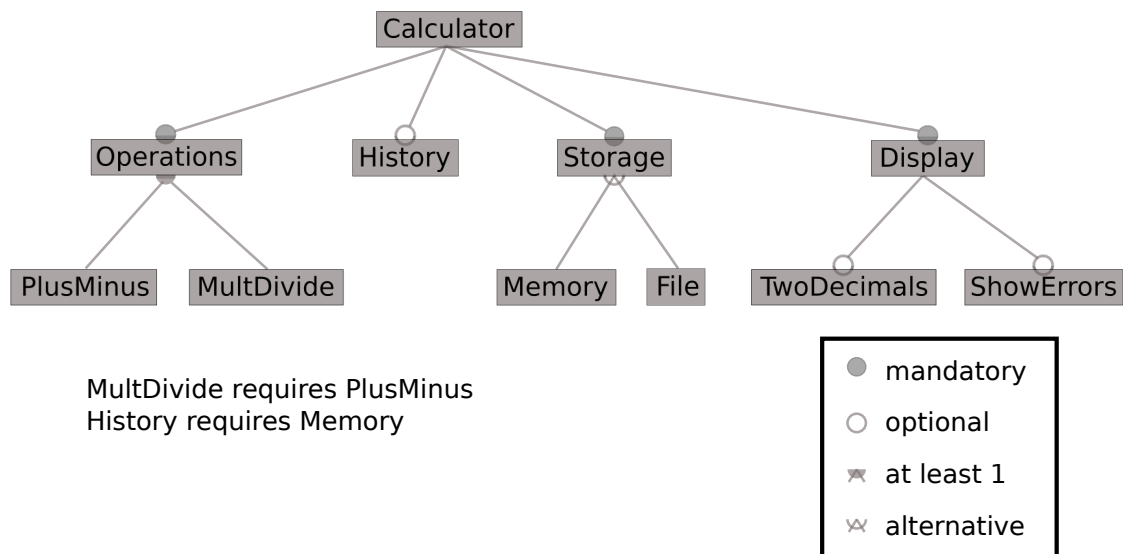 Calculator
Operations
History
Storage
Display
PlusMinus
MultDivide
Memory
File
TwoDecimals
ShowErrors
MultDivide requires PlusMinus
History requires Memory
mandatory
optional
at least 1
alternative